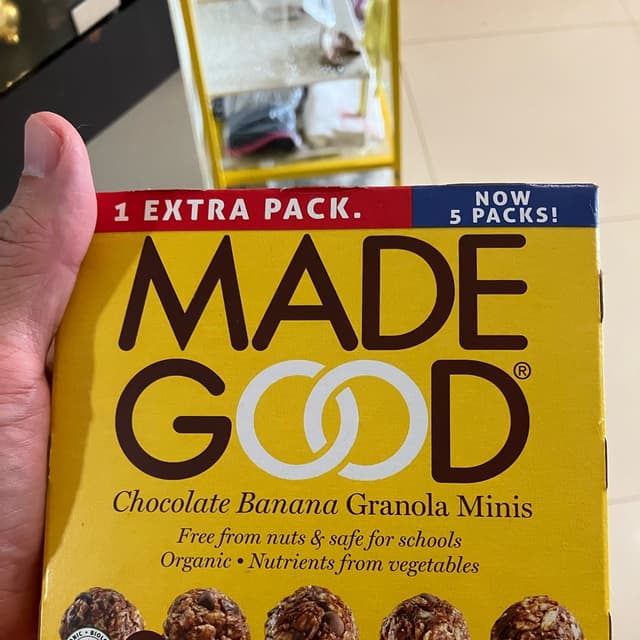 1 EXTRA PACK.
NOW
5 PACKS!
MADE
GOOD®
Chocolate Banana Granola Minis
Free from nuts & safe for schools
Organic • Nutrients from vegetables